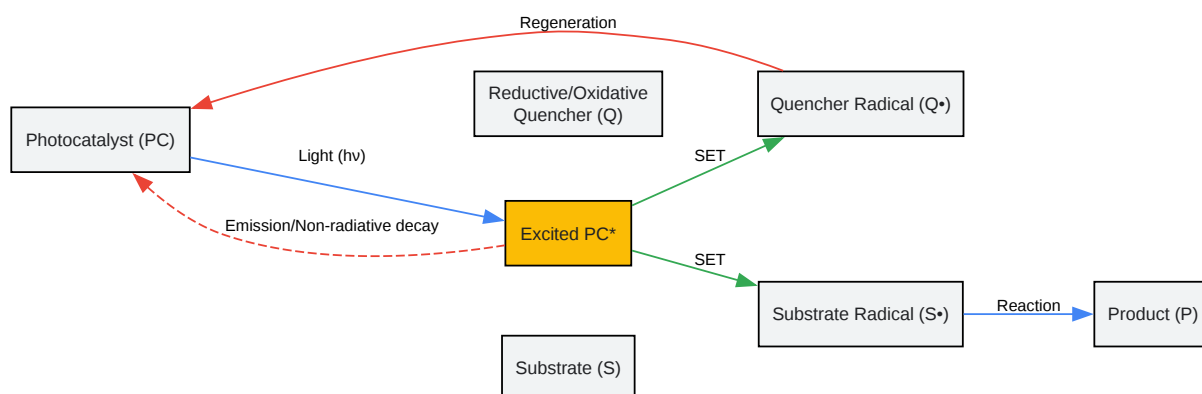 Regeneration
Reductive/Oxidative
Quencher (Q)
Quencher Radical (Q•)
Photocatalyst (PC)
Light (hν)
SET
Emission/Non-radiative decay
Excited PC*
SET
Substrate Radical (S•)
Reaction
Product (P)
Substrate (S)